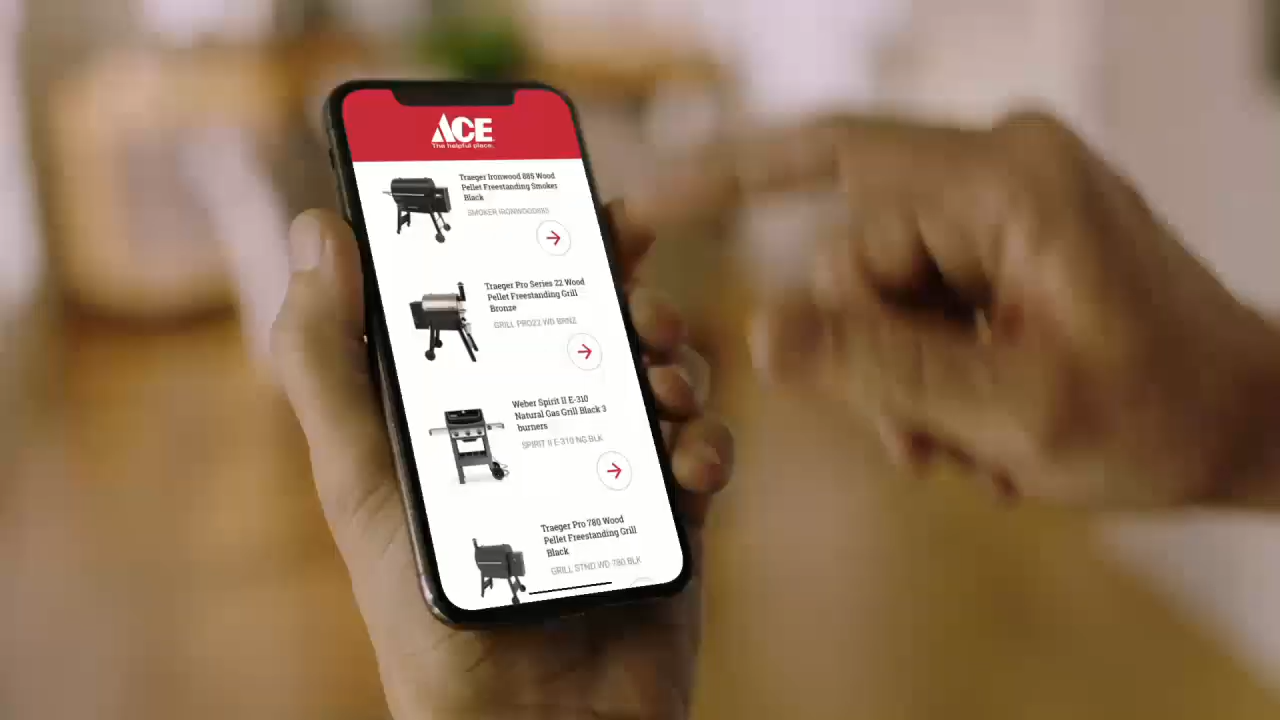 ACE
The helpful place.
Traeger Ironwood 885 Wood
Pellet Freestanding Smoker
Black
SMOKER IRONWOOD885
Traeger Pro Series 22 Wood
Pellet Freestanding Grill
Bronze
GRILL PRO22 WD BRNZ
Weber Spirit II E-310
Natural Gas Grill Black 3
burners
SPIRIT II E-310 NG BLK
Traeger Pro 780 Wood
Pellet Freestanding Grill
Black
GRILL STND WD 780 BLK